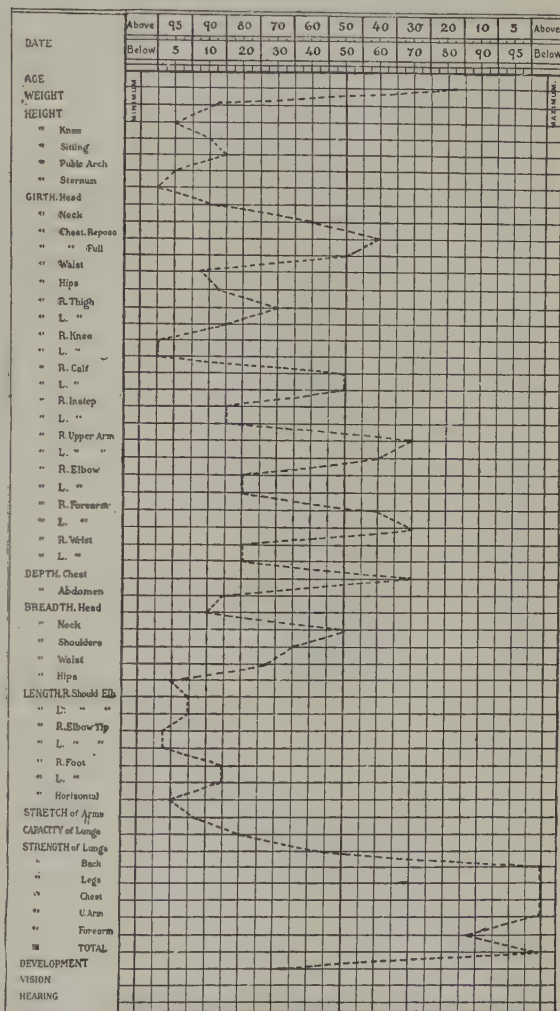 Above 95 90 80 70 60 50 40 30 20 10 5 Above
DATE
Below 5 10 20 30 40 50 60 70 80 90 95 Below
AGE
MINIMUM
MAXIMUM.
WEIGHT
HEIGHT
" Knee
" Sitting
" Pubic Arch
" Sternum
GIRTH. Head
" Neck
" Chest. Repose
" " Full
" Waist
" Hips
" R. Thigh
" L. "
" R. Knee
" L. "
" R. Calf
" L. "
" R. Instep
" L. "
" R. Upper Arm
" L. " "
" R. Elbow
" L. "
" R. Forearm
" L. "
" R. Wrist
" L. "
DEPTH. Chest
" Abdomen
BREADTH. Head
" Neck
" Shoulders
" Waist
" Hips
LENGTH. R. Should Elb
" L. " "
" R. Elbow Tip
" L. " "
" R. Foot
" L. "
" Horizontal
STRETCH of Arms
CAPACITY of Lungs
STRENGTH of Lungs
" Back
" Legs
" Chest
" U. Arm
" Forearm
" TOTAL
DEVELOPMENT
VISION
HEARING